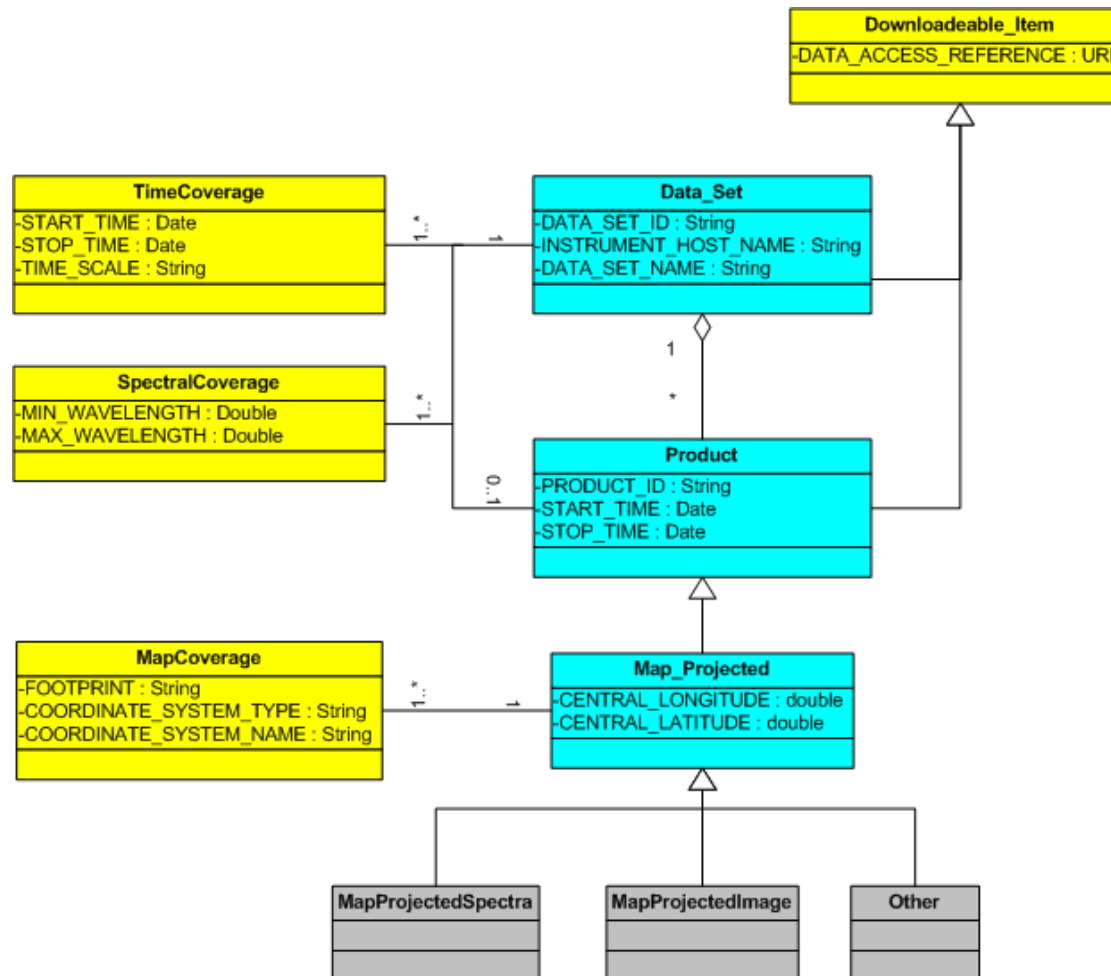 Downloadeable_Item
-DATA_ACCESS_REFERENCE : URI
TimeCoverage
-START_TIME : Date
-STOP_TIME : Date
-TIME_SCALE : String
1..*
1
Data_Set
-DATA_SET_ID : String
-INSTRUMENT_HOST_NAME : String
-DATA_SET_NAME : String
1
*
SpectralCoverage
-MIN_WAVELENGTH : Double
-MAX_WAVELENGTH : Double
1..*
0..1
Product
-PRODUCT_ID : String
-START_TIME : Date
-STOP_TIME : Date
MapCoverage
-FOOTPRINT : String
-COORDINATE_SYSTEM_TYPE : String
-COORDINATE_SYSTEM_NAME : String
1..*
1
Map_Projected
-CENTRAL_LONGITUDE : double
-CENTRAL_LATITUDE : double
MapProjectedSpectra
MapProjectedImage
Other